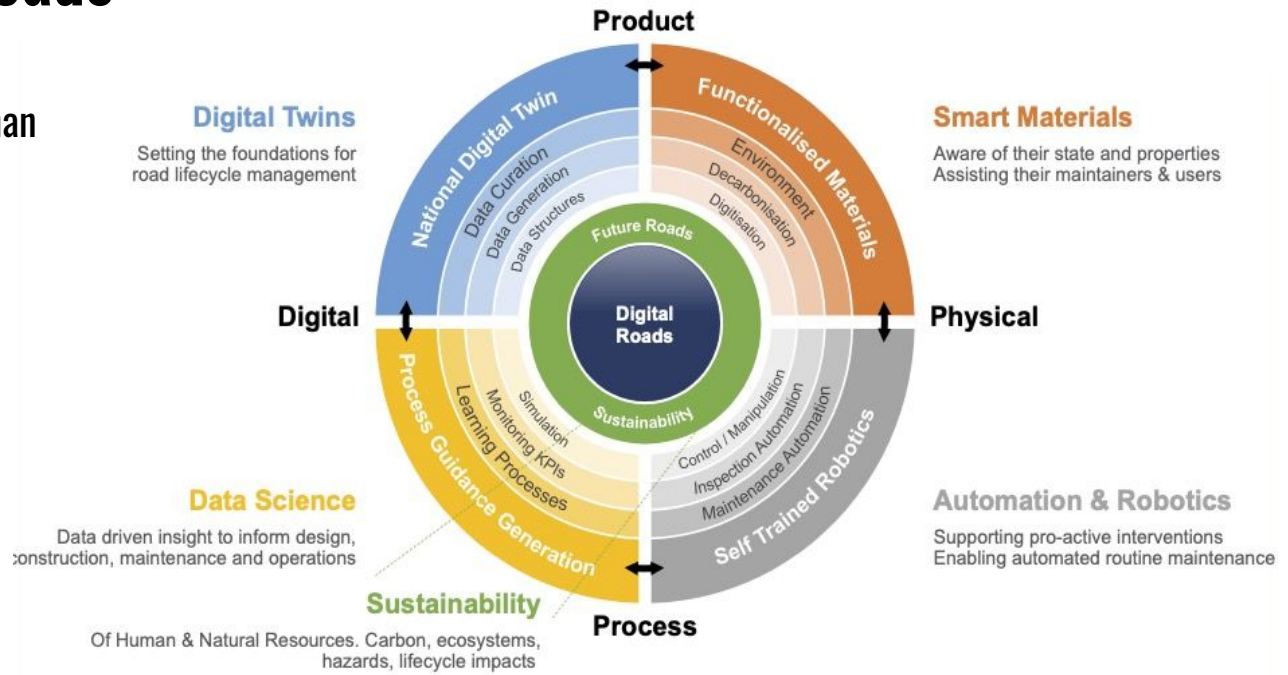 Product
Digital Twins
Setting the foundations for
road lifecycle management
National Digital Twin
Data Curation
Data Generation
Data Structures
Functionalised Materials
Environment
Decarbonisation
Digitisation
Smart Materials
Aware of their state and properties
Assisting their maintainers & users
Future Roads
Digital
Roads
Sustainability
Digital
Physical
Process Guidance Generation
Learning Processes
Monitoring KPIs
Simulation
Control / Manipulation
Inspection Automation
Maintenance Automation
Self Trained Robotics
Data Science
Data driven insight to inform design,
construction, maintenance and operations
Automation & Robotics
Supporting pro-active interventions
Enabling automated routine maintenance
Sustainability
Of Human & Natural Resources. Carbon, ecosystems,
hazards, lifecycle impacts
Process